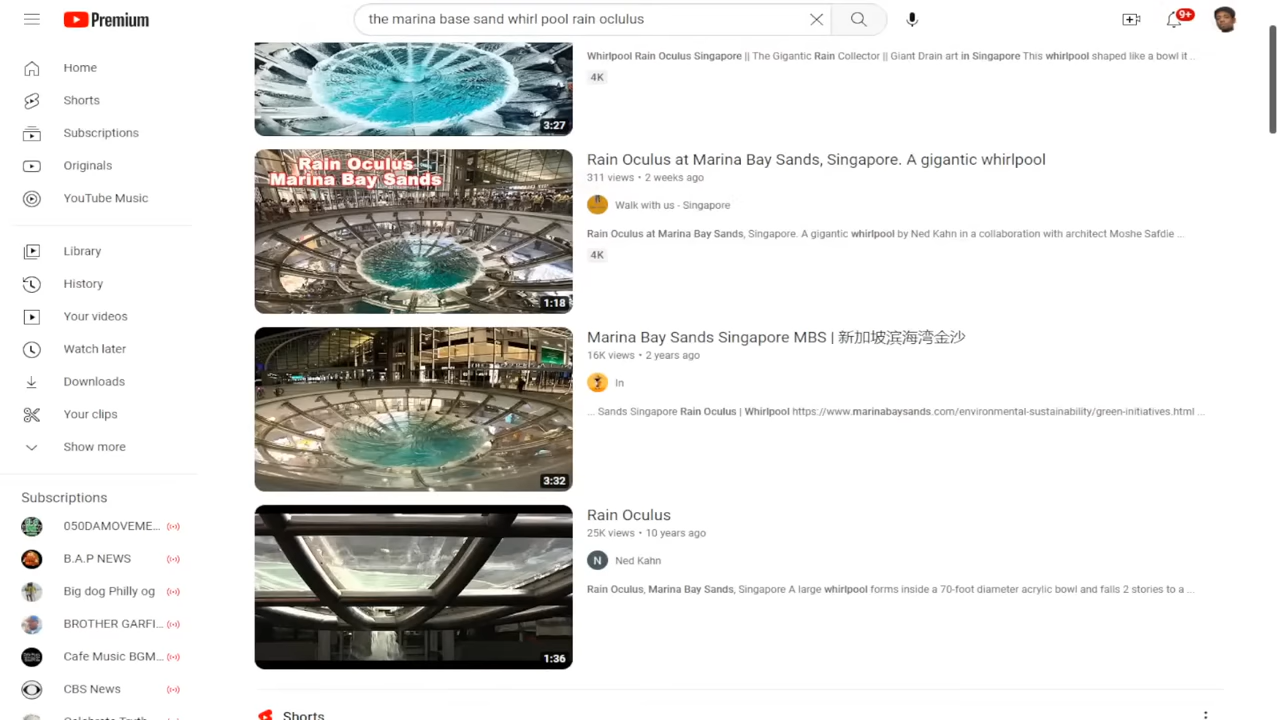 Premium
the marina base sand whirl pool rain oclulus
9+
Home
Shorts
Subscriptions
Originals
YouTube Music
Library
History
Your videos
Watch later
Downloads
Your clips
Show more
Subscriptions
050DAMOVEME...
B.A.P NEWS
Big dog Philly og
BROTHER GARFI...
Cafe Music BGM...
CBS News
Celebrate Truth
Whirlpool Rain Oculus Singapore || The Gigantic Rain Collector || Giant Drain art in Singapore This whirlpool shaped like a bowl it ...
4K
3:27
Rain Oculus
Marina Bay Sands
1:18
Rain Oculus at Marina Bay Sands, Singapore. A gigantic whirlpool
311 views • 2 weeks ago
Walk with us - Singapore
Rain Oculus at Marina Bay Sands, Singapore. A gigantic whirlpool by Ned Kahn in a collaboration with architect Moshe Safdie ...
4K
3:32
Marina Bay Sands Singapore MBS | 新加坡滨海湾金沙
16K views • 2 years ago
In
... Sands Singapore Rain Oculus | Whirlpool https://www.marinabaysands.com/environmental-sustainability/green-initiatives.html ...
1:36
Rain Oculus
25K views • 10 years ago
N
Ned Kahn
Rain Oculus, Marina Bay Sands, Singapore A large whirlpool forms inside a 70-foot diameter acrylic bowl and falls 2 stories to a ...
Shorts